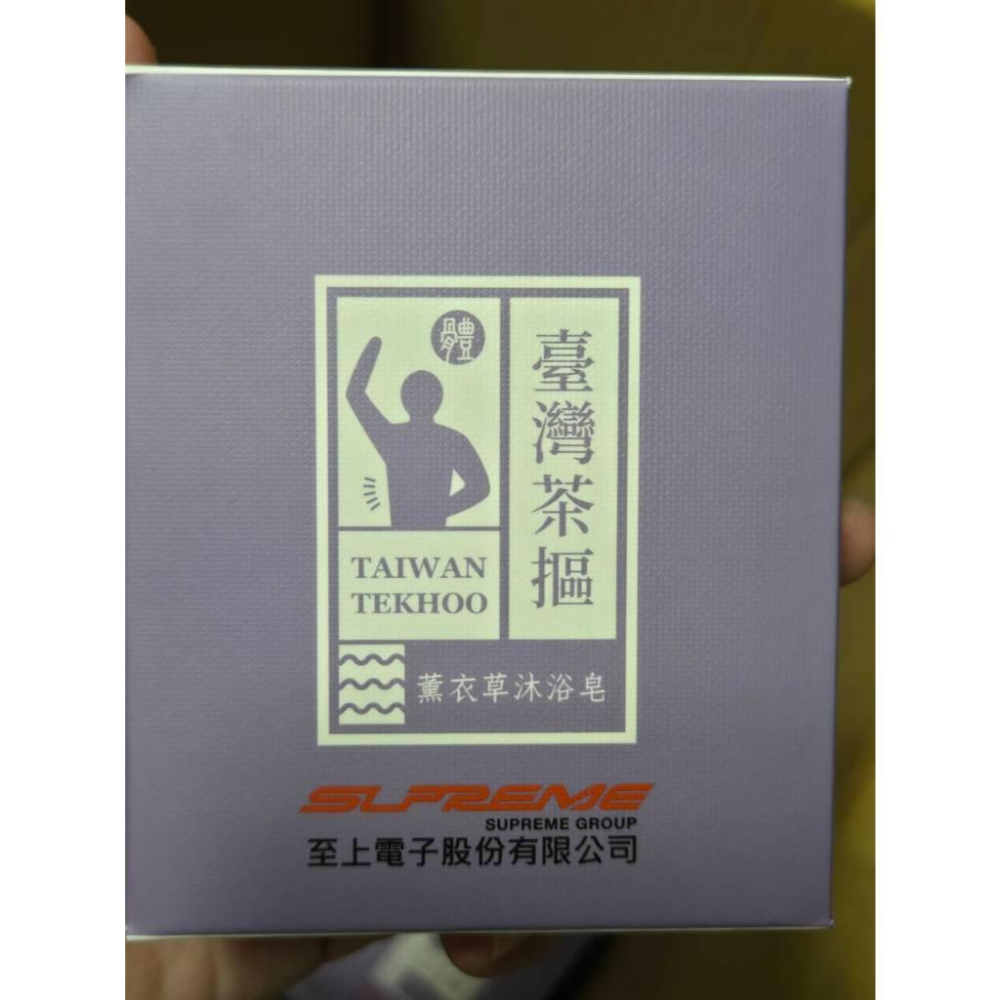 體
臺灣茶摳
TAIWAN
TEKHOO
薰衣草沐浴皂
SUPREME
SUPREME GROUP
至上電子股份有限公司